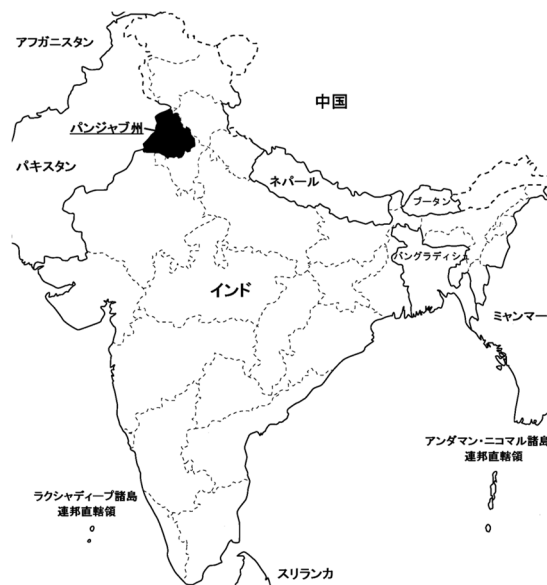 アフガニスタン
中国
パンジャブ州
パキスタン
ネパール
ブータン
バングラディシュ
インド
ミヤンマー
アンダマン・ニコマル諸島
連邦直轄領
ラクシャディープ諸島
連邦直轄領
スリランカ